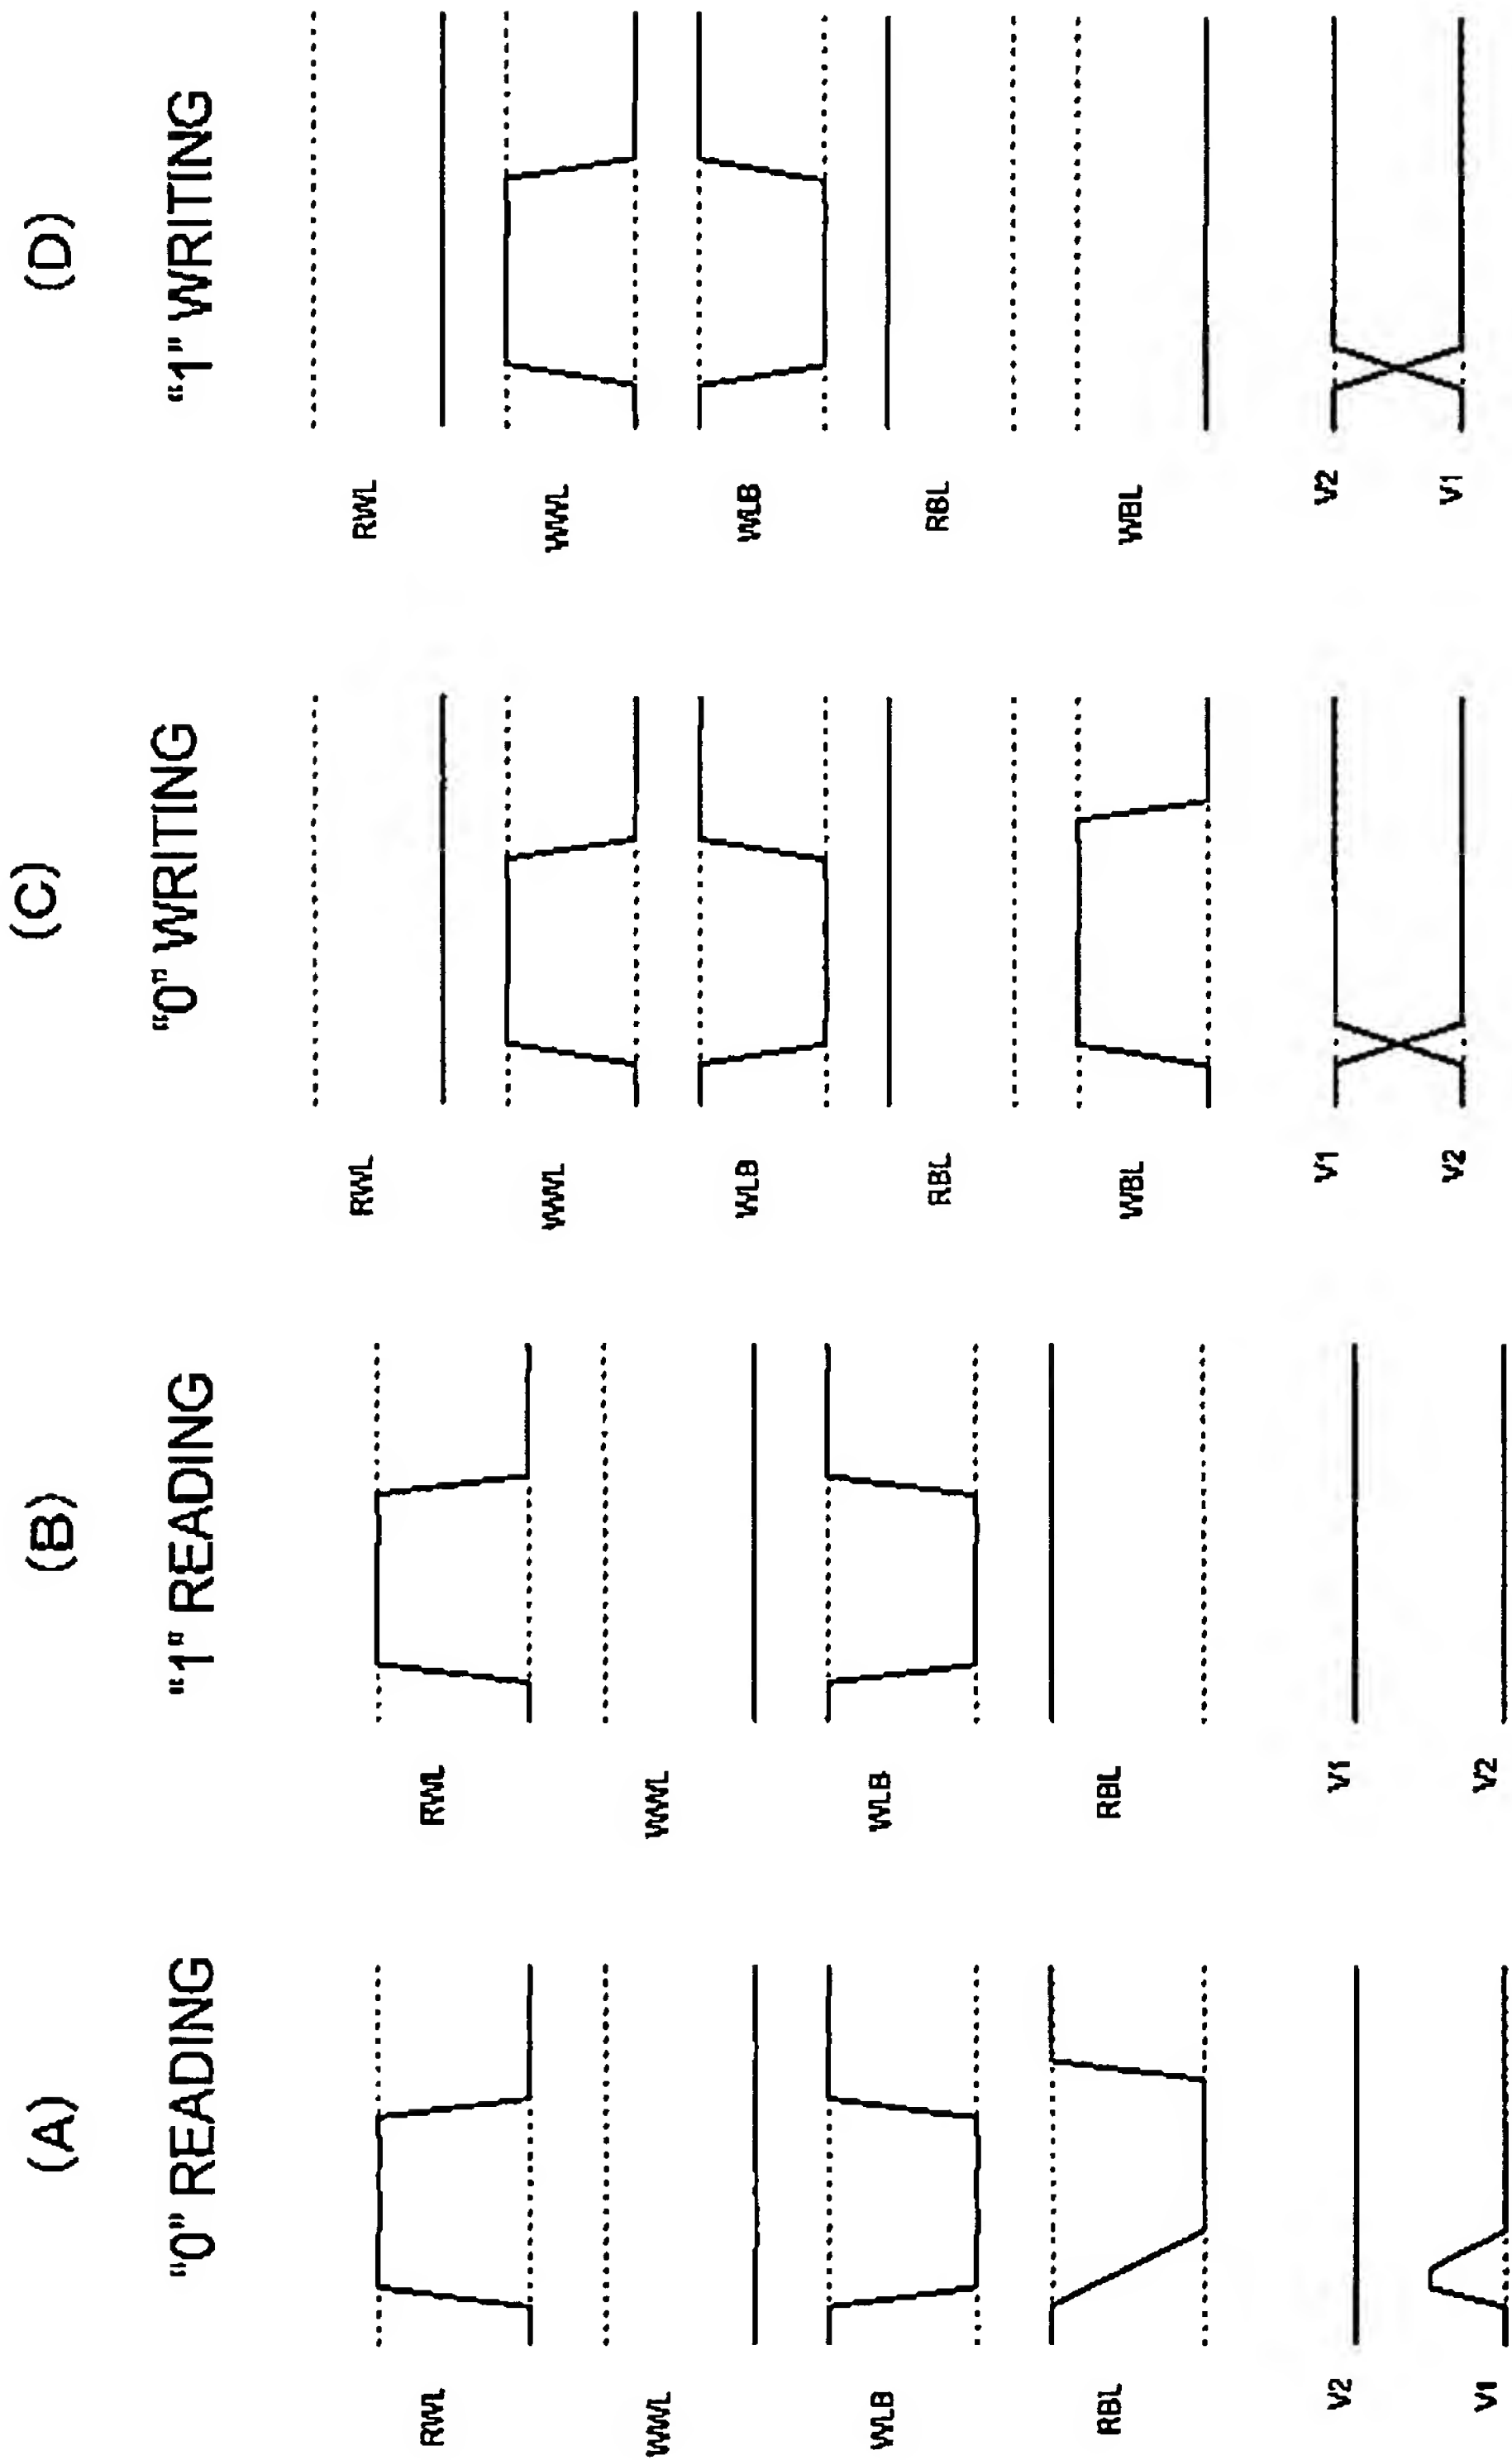 (A)
"0" READING
RWL
WWL
WLB
RBL
V2
V1
(B)
"1" READING
RWL
WWL
WLB
RBL
V1
V2
(C)
"0" WRITING
RWL
WWL
WLB
RBL
WBL
V1
V2
(D)
"1" WRITING
RWL
WWL
WLB
RBL
WBL
V2
V1